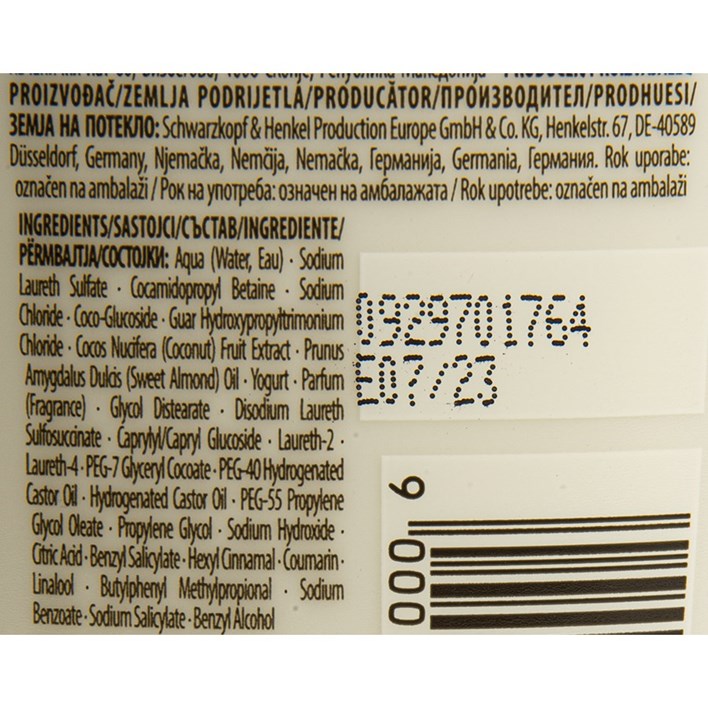 PROIZVOĐAČ/ZEMLJA PODRIJETLA/PRODUCĂTOR/ПРОИЗВОДИТЕЛ/PRODHUESI/
ЗЕМЈА НА ПОТЕКЛО: Schwarzkopf & Henkel Production Europe GmbH & Co. KG, Henkelstr. 67, DE-40589
Düsseldorf, Germany, Njemačka, Nemčija, Nemačka, Германија, Germania, Германия. Rok uporabe:
označen na ambalaži / Рок на употреба: означен на амбалажата / Rok upotrebe: označen na ambalaži
INGREDIENTS/SASTOJCI/СЪСТАВ/INGREDIENTE/
PËRMBAJTJA/СОСТОЈКИ: Aqua (Water, Eau) · Sodium
Laureth Sulfate · Cocamidopropyl Betaine · Sodium
Chloride · Coco-Glucoside · Guar Hydroxypropyltrimonium
Chloride · Cocos Nucifera (Coconut) Fruit Extract · Prunus
Amygdalus Dulcis (Sweet Almond) Oil · Yogurt · Parfum
(Fragrance) · Glycol Distearate · Disodium Laureth
Sulfosuccinate · Caprylyl/Capryl Glucoside · Laureth-2 ·
Laureth-4 · PEG-7 Glyceryl Cocoate · PEG-40 Hydrogenated
Castor Oil · Hydrogenated Castor Oil · PEG-55 Propylene
Glycol Oleate · Propylene Glycol · Sodium Hydroxide ·
Citric Acid · Benzyl Salicylate · Hexyl Cinnamal · Coumarin ·
Linalool · Butylphenyl Methylpropional · Sodium
Benzoate · Sodium Salicylate · Benzyl Alcohol
0929701764
E07/23
9
000